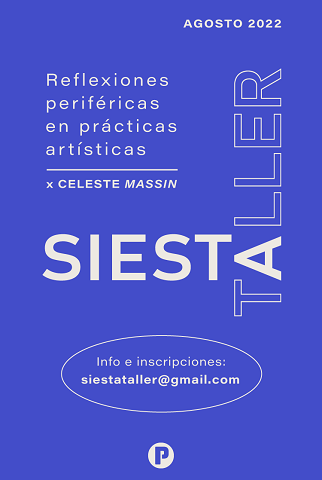 AGOSTO 2022
Reflexiones
periféricas
en prácticas
artísticas
x CELESTE MASSIN
SIESTA
TALLER
Info e inscripciones:
siestataller@gmail.com
P